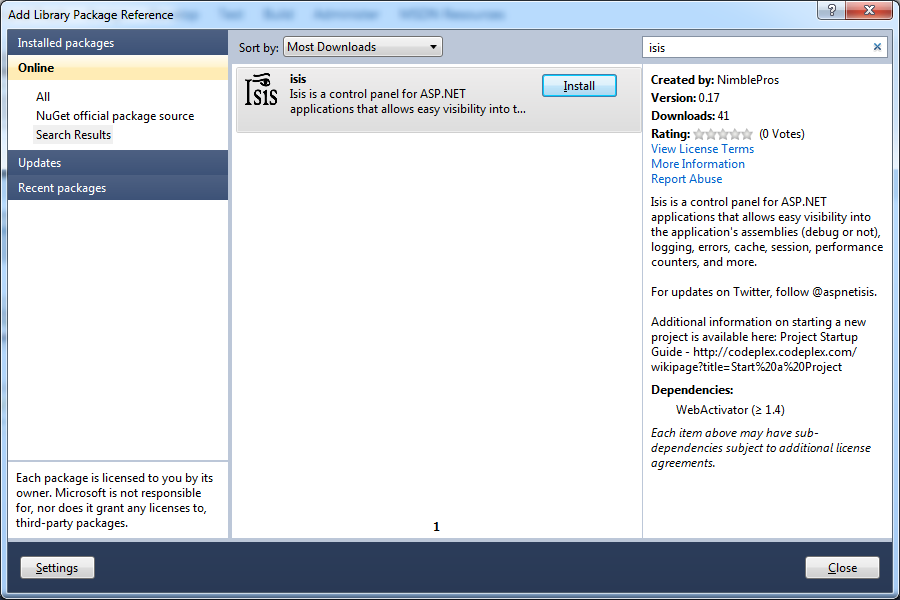 Add Library Package Reference
Test Build Administer MSDN Resources
?
Installed packages
Online
All
NuGet official package source
Search Results
Updates
Recent packages
Each package is licensed to you by its
owner. Microsoft is not responsible
for, nor does it grant any licenses to,
third-party packages.
Sort by: Most Downloads
isis
Isis
isis
Isis is a control panel for ASP.NET
applications that allows easy visibility into t...
Install
1
Created by: NimblePros
Version: 0.17
Downloads: 41
Rating: (0 Votes)
View License Terms
More Information
Report Abuse
Isis is a control panel for ASP.NET
applications that allows easy visibility into
the application's assemblies (debug or not),
logging, errors, cache, session, performance
counters, and more.
For updates on Twitter, follow @aspnetisis.
Additional information on starting a new
project is available here: Project Startup
Guide - http://codeplex.codeplex.com/
wikipage?title=Start%20a%20Project
Dependencies:
WebActivator (≥ 1.4)
Each item above may have sub-
dependencies subject to additional license
agreements.
Settings
Close